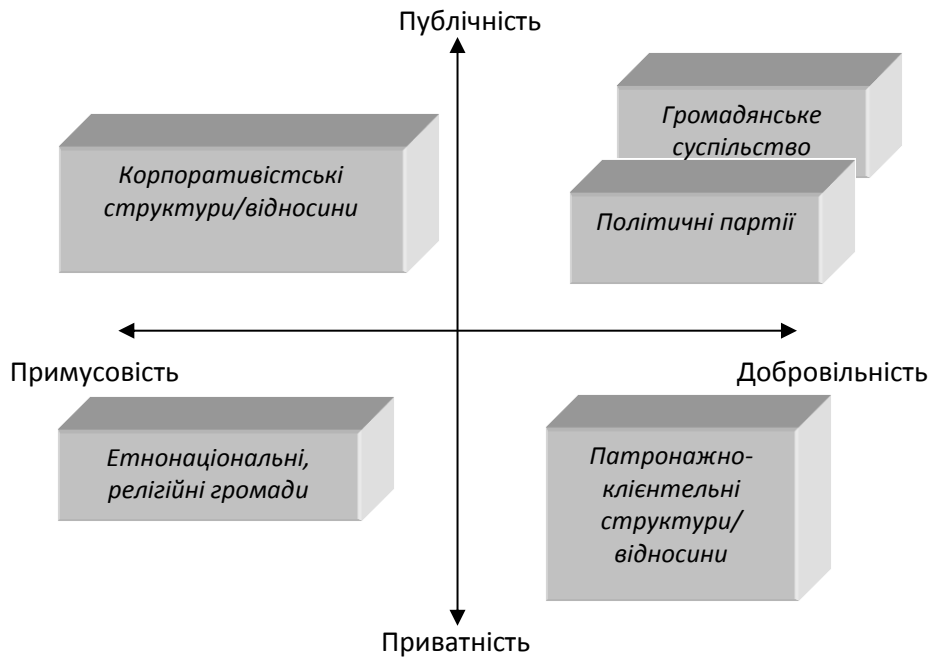 Публічність
Громадянське
суспільство
Корпоративістські
структури/відносини
Політичні партії
Примусовість
Добровільність
Етнонаціональні,
релігійні громади
Патронажно-
клієнтельні
структури/
відносини
Приватність